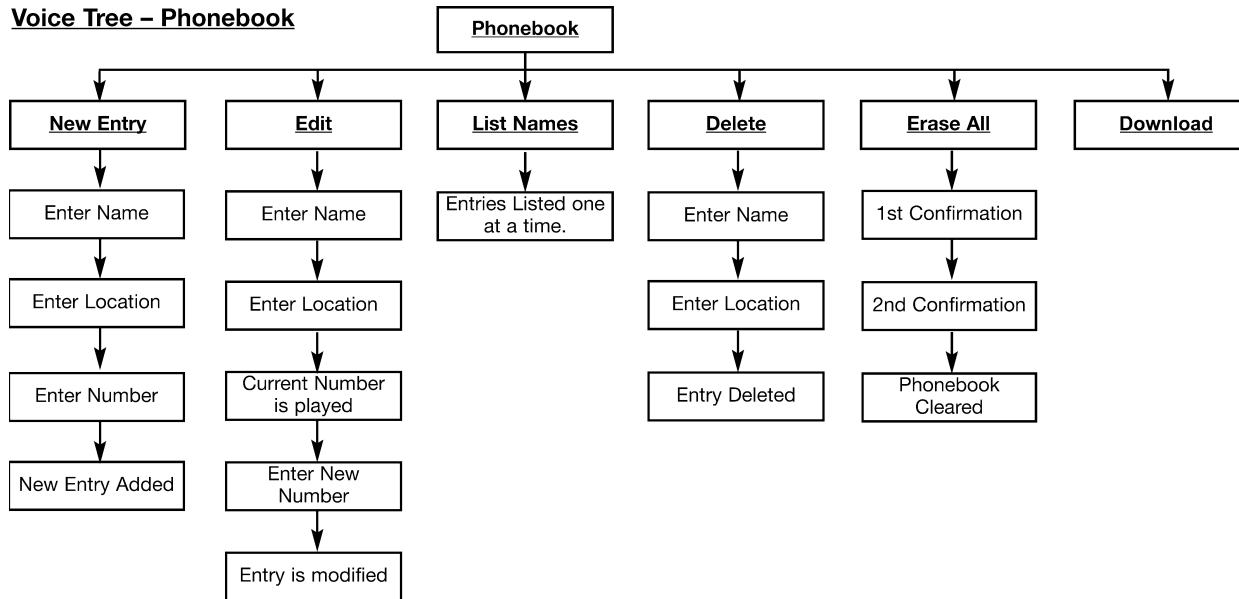 Voice Tree – Phonebook
Phonebook
New Entry
Edit
List Names
Delete
Erase All
Download
Enter Name
Enter Name
Entries Listed one
at a time.
Enter Name
1st Confirmation
Enter Location
Enter Location
Enter Location
2nd Confirmation
Enter Number
Current Number
is played
Entry Deleted
Phonebook
Cleared
New Entry Added
Enter New
Number
Entry is modified